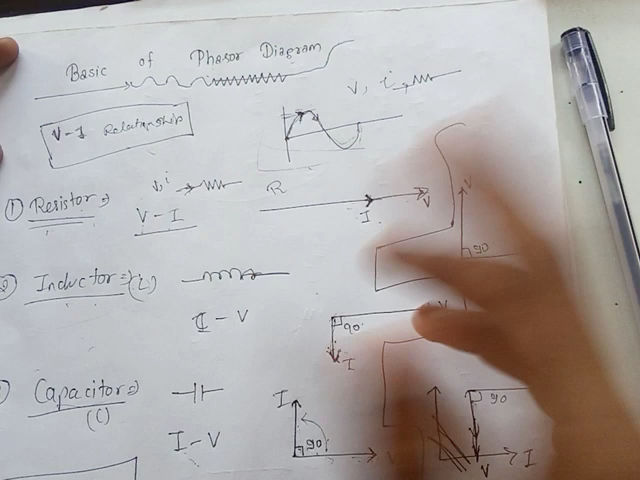 Basic of Phasor Diagram
V-I Relationship
v, i
① Resistor ⇒
v, i
R
V - I
I
V
V
90
② Inductor ⇒ (L)
I - V
90
I
Capacitor ⇒
(C)
I - V
I
90
90
V
I